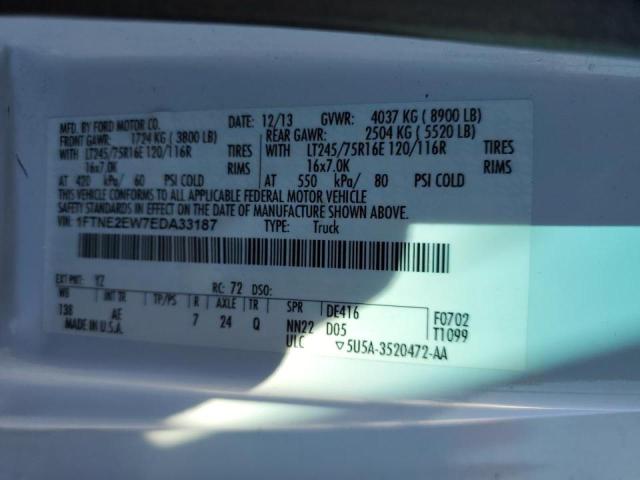 MFD. BY FORD MOTOR CO.
DATE: 12/13 GVWR: 4037 KG ( 8900 LB)
FRONT GAWR: 1724 KG ( 3800 LB) REAR GAWR: 2504 KG ( 5520 LB)
WITH LT245/75R16E 120/116R TIRES WITH LT245/75R16E 120/116R TIRES
16x7.0K RIMS 16x7.0K RIMS
AT 420 kPa/ 60 PSI COLD AT 550 kPa/ 80 PSI COLD
THIS VEHICLE CONFORMS TO ALL APPLICABLE FEDERAL MOTOR VEHICLE
SAFETY STANDARDS IN EFFECT ON THE DATE OF MANUFACTURE SHOWN ABOVE.
VIN: 1FTNE2EW7EDA33187 TYPE: Truck
EXT PNT: YZ RC: 72 DSO:
WB INT TR TP/PS R AXLE TR SPR DE416 F0702
138 AE 7 24 Q NN22 D05 T1099
MADE IN U.S.A. ULC ▽5U5A-3520472-AA